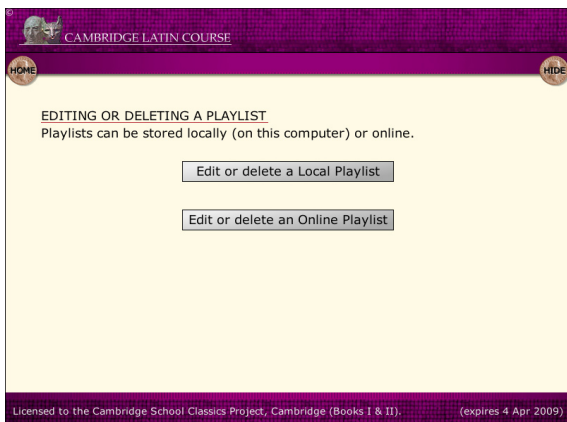 ©
CAMBRIDGE LATIN COURSE
HOME
HIDE
EDITING OR DELETING A PLAYLIST
Playlists can be stored locally (on this computer) or online.
Edit or delete a Local Playlist
Edit or delete an Online Playlist
Licensed to the Cambridge School Classics Project, Cambridge (Books I & II). (expires 4 Apr 2009)